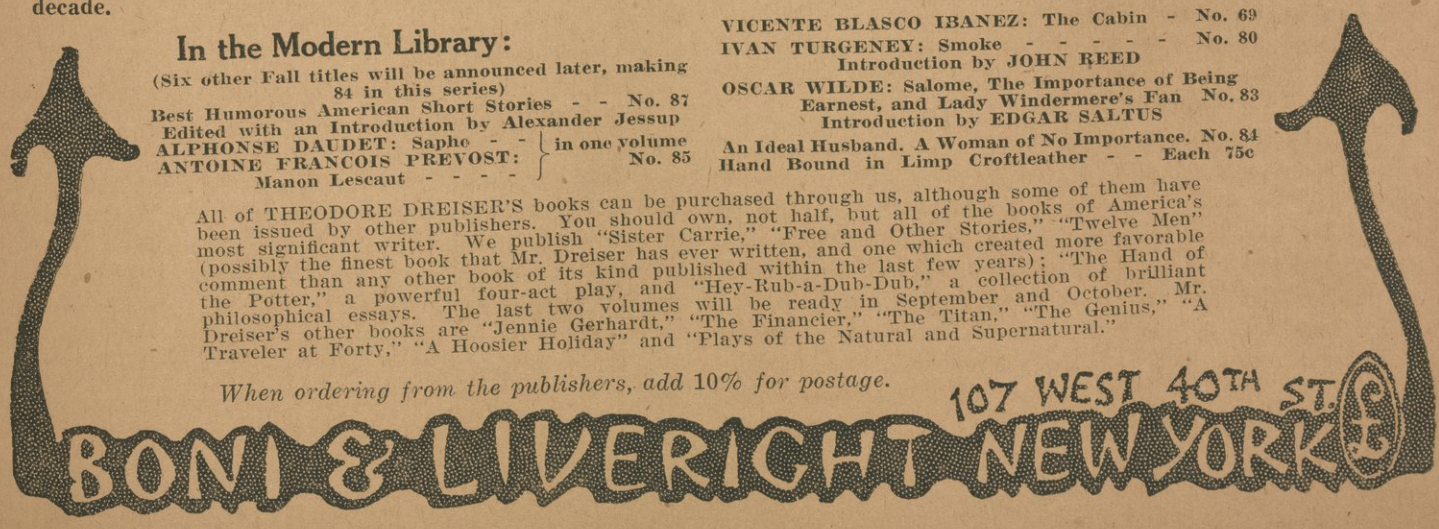 decade.
In the Modern Library:
(Six other Fall titles will be announced later, making
84 in this series)
Best Humorous American Short Stories - - No. 87
Edited with an Introduction by Alexander Jessup
ALPHONSE DAUDET: Sapho - - } in one volume
ANTOINE FRANCOIS PREVOST: No. 85
Manon Lescaut - - - -
VICENTE BLASCO IBANEZ: The Cabin - No. 69
IVAN TURGENEY: Smoke - - - - - No. 80
Introduction by JOHN REED
OSCAR WILDE: Salome, The Importance of Being
Earnest, and Lady Windermere's Fan No. 83
Introduction by EDGAR SALTUS
An Ideal Husband. A Woman of No Importance. No. 84
Hand Bound in Limp Croftleather - - Each 75c
All of THEODORE DREISER'S books can be purchased through us, although some of them have
been issued by other publishers. You should own, not half, but all of the books of America's
most significant writer. We publish "Sister Carrie," "Free and Other Stories," "Twelve Men"
(possibly the finest book that Mr. Dreiser has ever written, and one which created more favorable
comment than any other book of its kind published within the last few years); "The Hand of
the Potter," a powerful four-act play, and "Hey-Rub-a-Dub-Dub," a collection of brilliant
philosophical essays. The last two volumes will be ready in September and October. Mr.
Dreiser's other books are "Jennie Gerhardt," "The Financier," "The Titan," "The Genius," "A
Traveler at Forty," "A Hoosier Holiday" and "Plays of the Natural and Supernatural."
When ordering from the publishers, add 10% for postage.
107 WEST 40TH ST.
BONI & LIVERIGHT NEW YORK
£